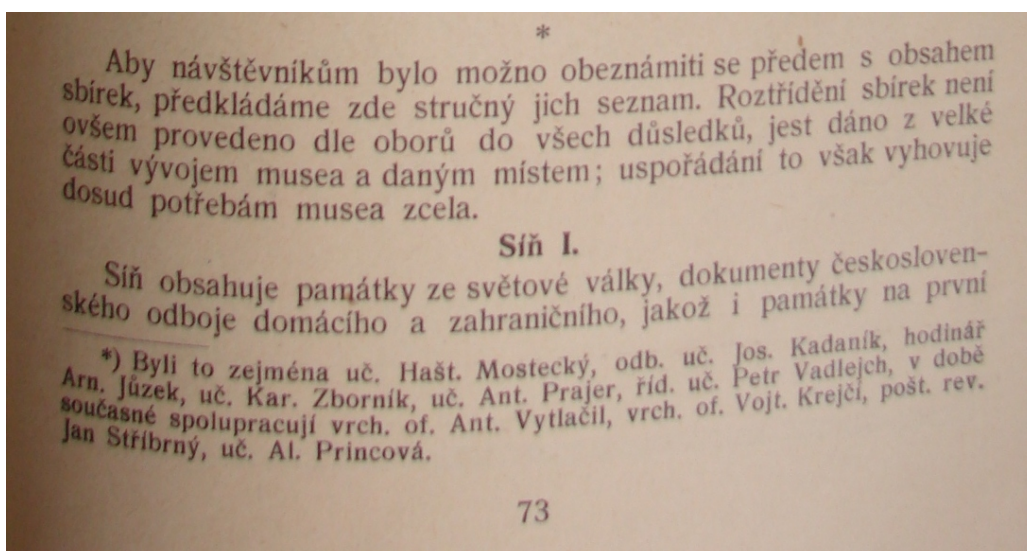 *
Aby návštěvníkům bylo možno obeznámiti se předem s obsahem
sbírek, předkládáme zde stručný jich seznam. Roztřídění sbírek není
ovšem provedeno dle oborů do všech důsledků, jest dáno z velké
části vývojem musea a daným místem; uspořádání to však vyhovuje
dosud potřebám musea zcela.
Síň I.
Síň obsahuje památky ze světové války, dokumenty českosloven-
ského odboje domácího a zahraničního, jakož i památky na první
*) Byli to zejména uč. Hašt. Mostecký, odb. uč. Jos. Kadaník, hodinář
Arn. Jůzek, uč. Kar. Zborník, uč. Ant. Prajer, říd. uč. Petr Vadlejch, v době
současné spolupracují vrch. of. Ant. Vytlačil, vrch. of. Vojt. Krejčí, pošt. rev.
Jan Stříbrný, uč. Al. Princová.
73